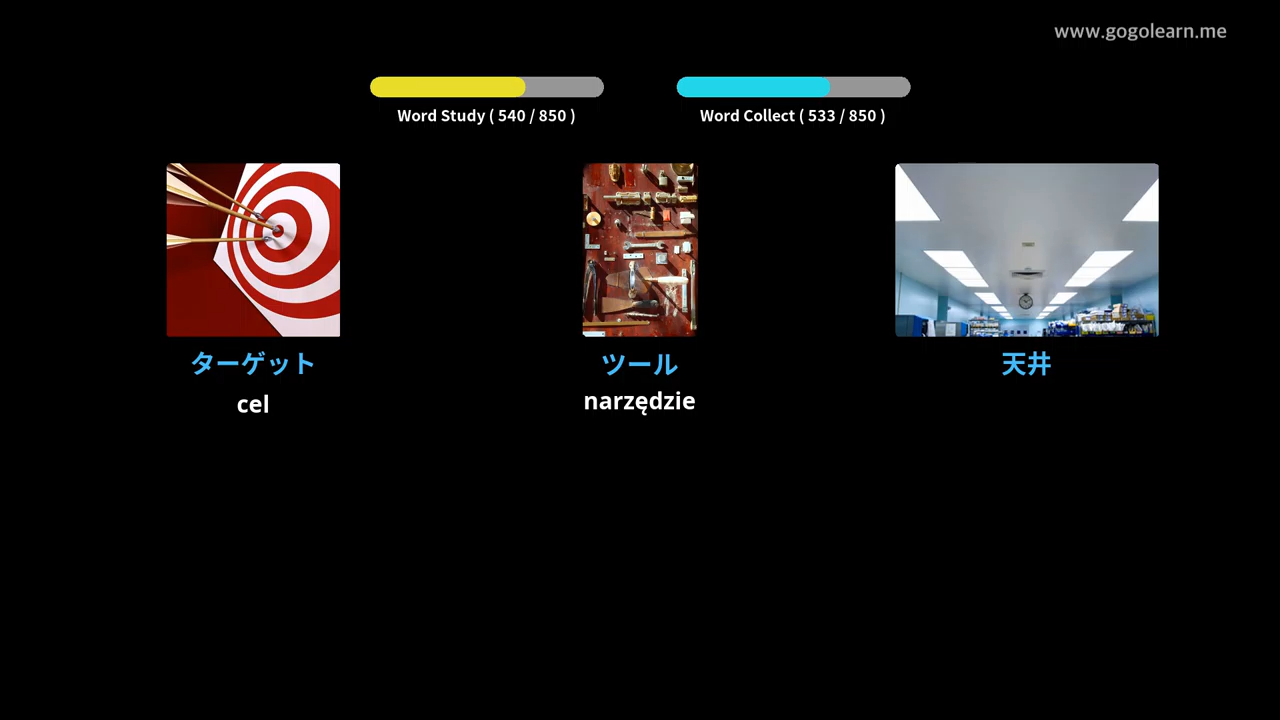 www.gogolearn.me
Word Study ( 540 / 850 )
Word Collect ( 533 / 850 )
ターゲット
cel
ツール
narzędzie
天井